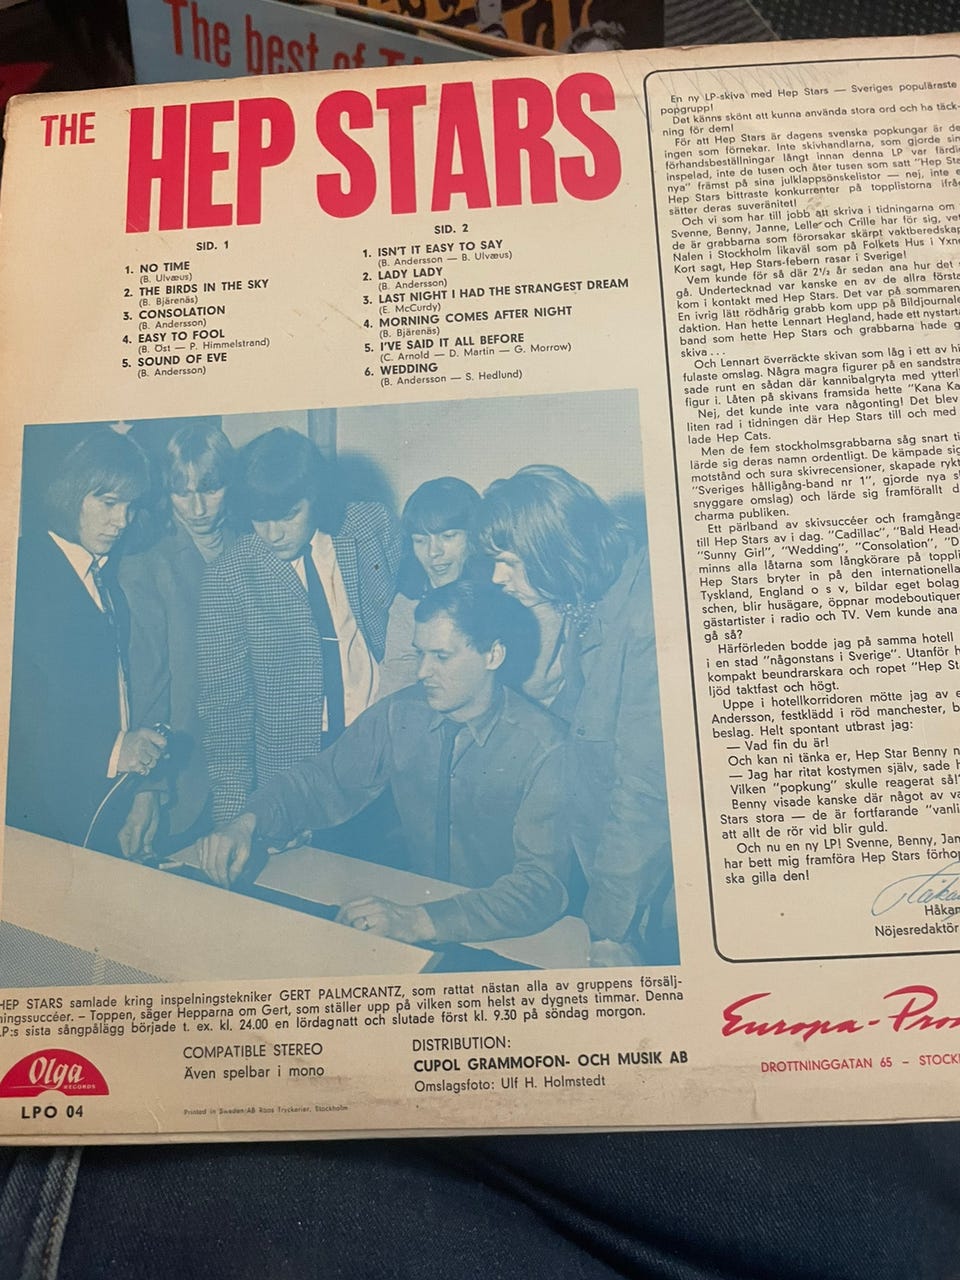 The best of
THE HEP STARS
SID. 1
1. NO TIME
(B. Ulvæus)
2. THE BIRDS IN THE SKY
(B. Bjärenäs)
3. CONSOLATION
(B. Andersson)
4. EASY TO FOOL
(B. Öst — P. Himmelstrand)
5. SOUND OF EVE
(B. Andersson)
SID. 2
1. ISN'T IT EASY TO SAY
(B. Andersson — B. Ulvæus)
2. LADY LADY
(B. Andersson)
3. LAST NIGHT I HAD THE STRANGEST DREAM
(E. McCurdy)
4. MORNING COMES AFTER NIGHT
(B. Bjärenäs)
5. I'VE SAID IT ALL BEFORE
(C. Arnold — D. Martin — G. Morrow)
6. WEDDING
(B. Andersson — S. Hedlund)
En ny LP-skiva med Hep Stars — Sveriges populäraste
popgrupp!
Det känns skönt att kunna använda stora ord och ha täck-
ning för dem!
För att Hep Stars är dagens svenska popkungar är de
ingen som förnekar. Inte skivhandlarna, som gjorde sin
förhandsbeställningar långt innan denna LP var färdi
inspelad, inte de tusen och åter tusen som satt "Hep Sta
nya" främst på sina julklappsönskelistor — nej, inte e
Hep Stars bittraste konkurrenter på topplistorna ifrå
sätter deras suveränitet!
Och vi som har till jobb att skriva i tidningarna om
Svenne, Benny, Janne, Lelle och Crille har för sig, vet
de är grabbarna som förorsakar skärpt vaktberedskap
Nalen i Stockholm likaväl som på Folkets Hus i Yxne
Kort sagt, Hep Stars-febern rasar i Sverige!
Vem kunde för så där 2½ år sedan ana hur det
gå. Undertecknad var kanske en av de allra första
kom i kontakt med Hep Stars. Det var på sommaren
En ivrig lätt rödhårig grabb kom upp på Bildjournale
daktion. Han hette Lennart Hegland, hade ett nystarta
band som hette Hep Stars och grabbarna hade g
skiva . . .
Och Lennart överräckte skivan som låg i ett av hi
fulaste omslag. Några magra figurer på en sandstra
sade runt en sådan där kannibalgryta med ytterli
figur i. Låten på skivans framsida hette "Kana Ka
Nej, det kunde inte vara någonting! Det blev
liten rad i tidningen där Hep Stars till och med
lade Hep Cats.
Men de fem stockholmsgrabbarna såg snart ti
lärde sig deras namn ordentligt. De kämpade sig
motstånd och sura skivrecensioner, skapade rykt
"Sveriges hålligång-band nr 1", gjorde nya s
snyggare omslag) och lärde sig framförallt d
charma publiken.
Ett pärlband av skivsuccéer och framgånga
till Hep Stars av i dag. "Cadillac", "Bald Heade
"Sunny Girl", "Wedding", "Consolation", "D
minns alla låtarna som långkörare på toppli
Hep Stars bryter in på den internationella
Tyskland, England o s v, bildar eget bolag
schen, blir husägare, öppnar modeboutiquer
gästartister i radio och TV. Vem kunde ana
gå så?
Härförleden bodde jag på samma hotell
i en stad "någonstans i Sverige". Utanför h
kompakt beundrarskara och ropet "Hep St
ljöd taktfast och högt.
Uppe i hotellkorridoren mötte jag av e
Andersson, festklädd i röd manchester, b
beslag. Helt spontant utbrast jag:
— Vad fin du är!
Och kan ni tänka er, Hep Star Benny n
— Jag har ritat kostymen själv, sade h
Vilken "popkung" skulle reagerat så!
Benny visade kanske där något av va
Stars stora — de är fortfarande "vanli
att allt de rör vid blir guld.
Och nu en ny LP! Svenne, Benny, Jan
har bett mig framföra Hep Stars förhop
ska gilla den!
Håkan
Nöjesredaktör
HEP STARS samlade kring inspelningstekniker GERT PALMCRANTZ, som rattat nästan alla av gruppens försälj-
ningssuccéer. – Toppen, säger Hepparna om Gert, som ställer upp på vilken som helst av dygnets timmar. Denna
LP:s sista sångpålägg började t. ex. kl. 24.00 en lördagnatt och slutade först kl. 9.30 på söndag morgon.
Olga
RECORDS
LPO 04
COMPATIBLE STEREO
Även spelbar i mono
Printed in Sweden/AB Roos Tryckerier, Stockholm
DISTRIBUTION:
CUPOL GRAMMOFON- OCH MUSIK AB
Omslagsfoto: Ulf H. Holmstedt
Europa-Pro
DROTTNINGGATAN 65 – STOCK